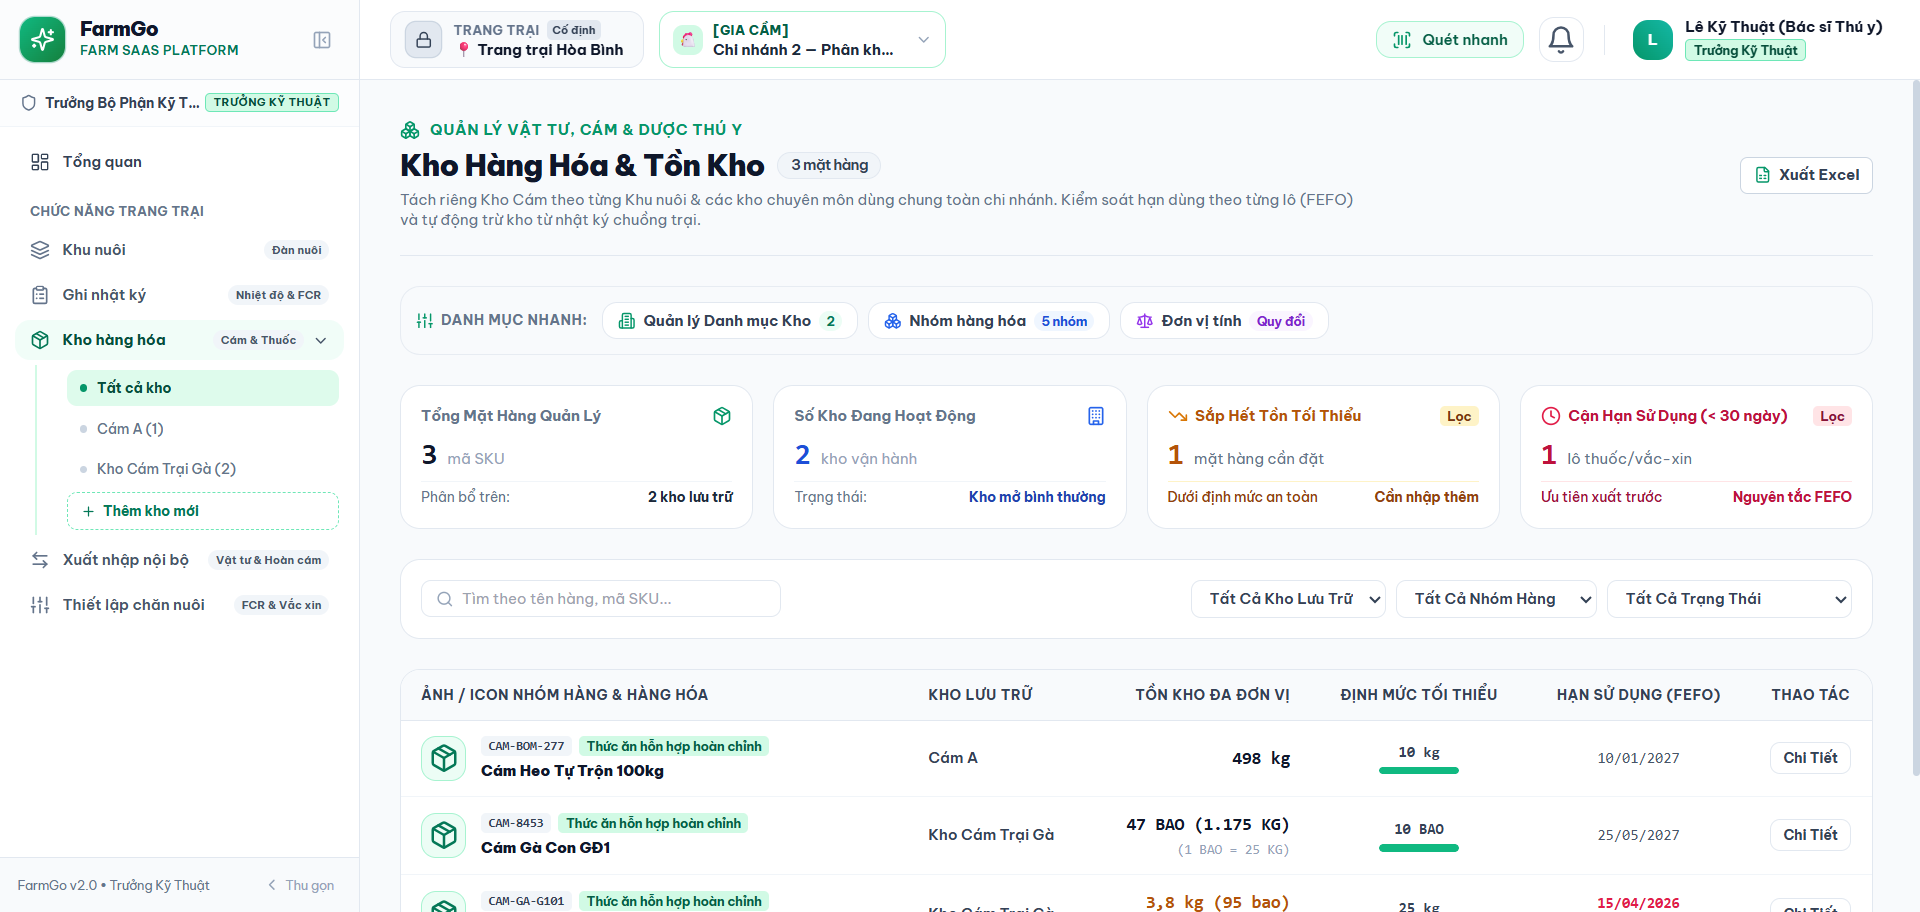 FarmGo
FARM SAAS PLATFORM
Trưởng Bộ Phận Kỹ T... TRƯỞNG KỸ THUẬT
Tổng quan
CHỨC NĂNG TRANG TRẠI
Khu nuôi Đàn nuôi
Ghi nhật ký Nhiệt độ & FCR
Kho hàng hóa Cám & Thuốc
Tất cả kho
Cám A (1)
Kho Cám Trại Gà (2)
+ Thêm kho mới
Xuất nhập nội bộ Vật tư & Hoàn cám
Thiết lập chăn nuôi FCR & Vắc xin
FarmGo v2.0 • Trưởng Kỹ Thuật Thu gọn
TRANG TRẠI Cố định
Trang trại Hòa Bình
[GIA CẦM]
Chi nhánh 2 — Phân kh...
Quét nhanh
L
Lê Kỹ Thuật (Bác sĩ Thú y)
Trưởng Kỹ Thuật
QUẢN LÝ VẬT TƯ, CÁM & DƯỢC THÚ Y
Kho Hàng Hóa & Tồn Kho 3 mặt hàng
Tách riêng Kho Cám theo từng Khu nuôi & các kho chuyên môn dùng chung toàn chi nhánh. Kiểm soát hạn dùng theo từng lô (FEFO)
và tự động trừ kho từ nhật ký chuồng trại.
Xuất Excel
DANH MỤC NHANH: Quản lý Danh mục Kho 2 Nhóm hàng hóa 5 nhóm Đơn vị tính Quy đổi
Tổng Mặt Hàng Quản Lý
3 mã SKU
Phân bổ trên: 2 kho lưu trữ
Số Kho Đang Hoạt Động
2 kho vận hành
Trạng thái: Kho mở bình thường
Sắp Hết Tồn Tối Thiểu Lọc
1 mặt hàng cần đặt
Dưới định mức an toàn Cần nhập thêm
Cận Hạn Sử Dụng (< 30 ngày) Lọc
1 lô thuốc/vắc-xin
Ưu tiên xuất trước Nguyên tắc FEFO
Tìm theo tên hàng, mã SKU...
Tất Cả Kho Lưu Trữ Tất Cả Nhóm Hàng Tất Cả Trạng Thái
ẢNH / ICON NHÓM HÀNG & HÀNG HÓA KHO LƯU TRỮ TỒN KHO ĐA ĐƠN VỊ ĐỊNH MỨC TỐI THIỂU HẠN SỬ DỤNG (FEFO) THAO TÁC
CAM-BOM-277 Thức ăn hỗn hợp hoàn chỉnh
Cám Heo Tự Trộn 100kg
Cám A 498 kg 10 kg 10/01/2027 Chi Tiết
CAM-8453 Thức ăn hỗn hợp hoàn chỉnh
Cám Gà Con GĐ1
Kho Cám Trại Gà 47 BAO (1.175 KG) 10 BAO 25/05/2027 Chi Tiết
(1 BAO = 25 KG)
CAM-GA-G101 Thức ăn hỗn hợp hoàn chỉnh
Kho Cám Trại Gà 3,8 kg (95 bao) 25 kg 15/04/2026 Chi Tiết